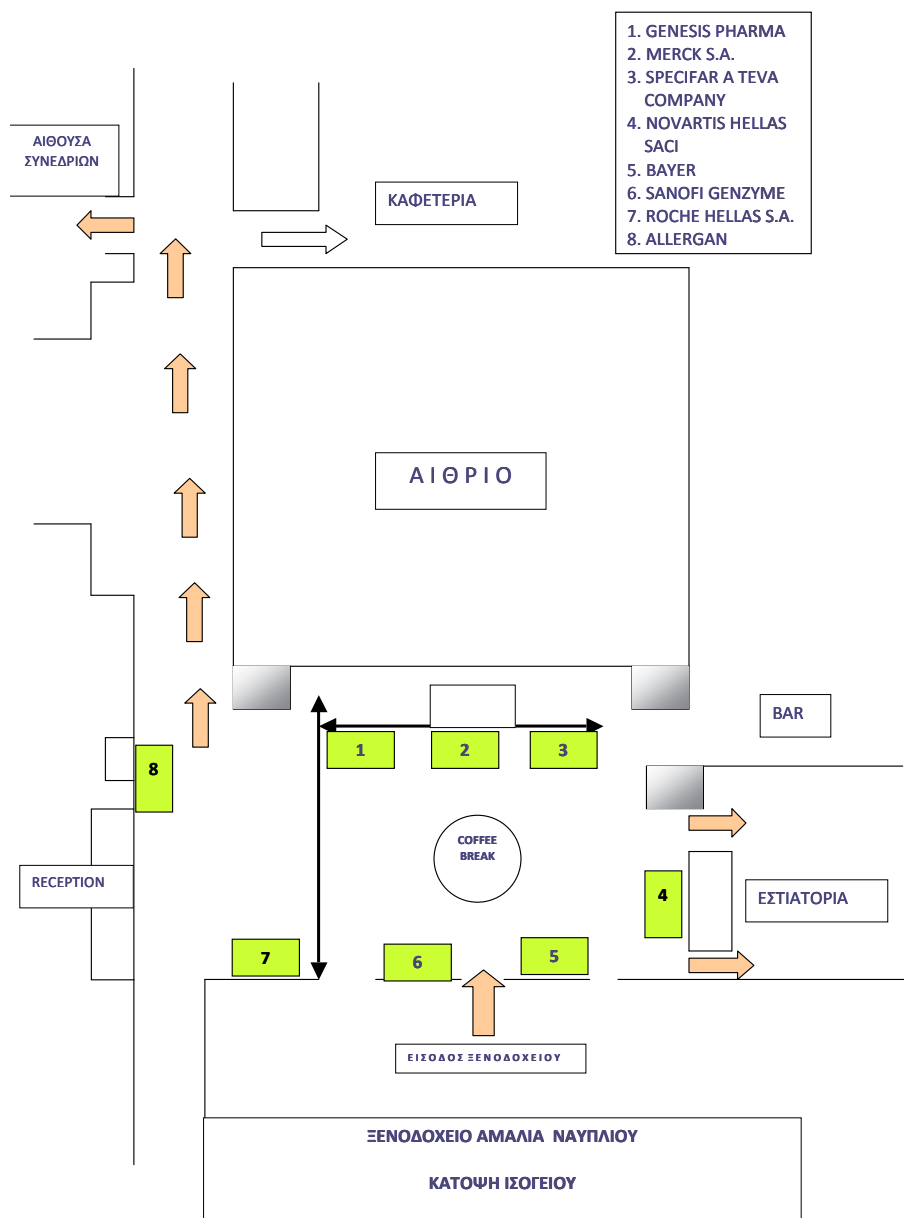 1. GENESIS PHARMA
2. MERCK S.A.
3. SPECIFAR A TEVA
COMPANY
4. NOVARTIS HELLAS
SACI
5. BAYER
6. SANOFI GENZYME
7. ROCHE HELLAS S.A.
8. ALLERGAN
ΑΙΘΟΥΣΑ
ΣΥΝΕΔΡΙΩΝ
ΚΑΦΕΤΕΡΙΑ
Α Ι Θ Ρ Ι Ο
BAR
1
2
3
8
COFFEE
BREAK
RECEPTION
4
ΕΣΤΙΑΤΟΡΙΑ
7
6
5
ΕΙΣΟΔΟΣ ΞΕΝΟΔΟΧΕΙΟΥ
ΞΕΝΟΔΟΧΕΙΟ ΑΜΑΛΙΑ ΝΑΥΠΛΙΟΥ
ΚΑΤΟΨΗ ΙΣΟΓΕΙΟΥ